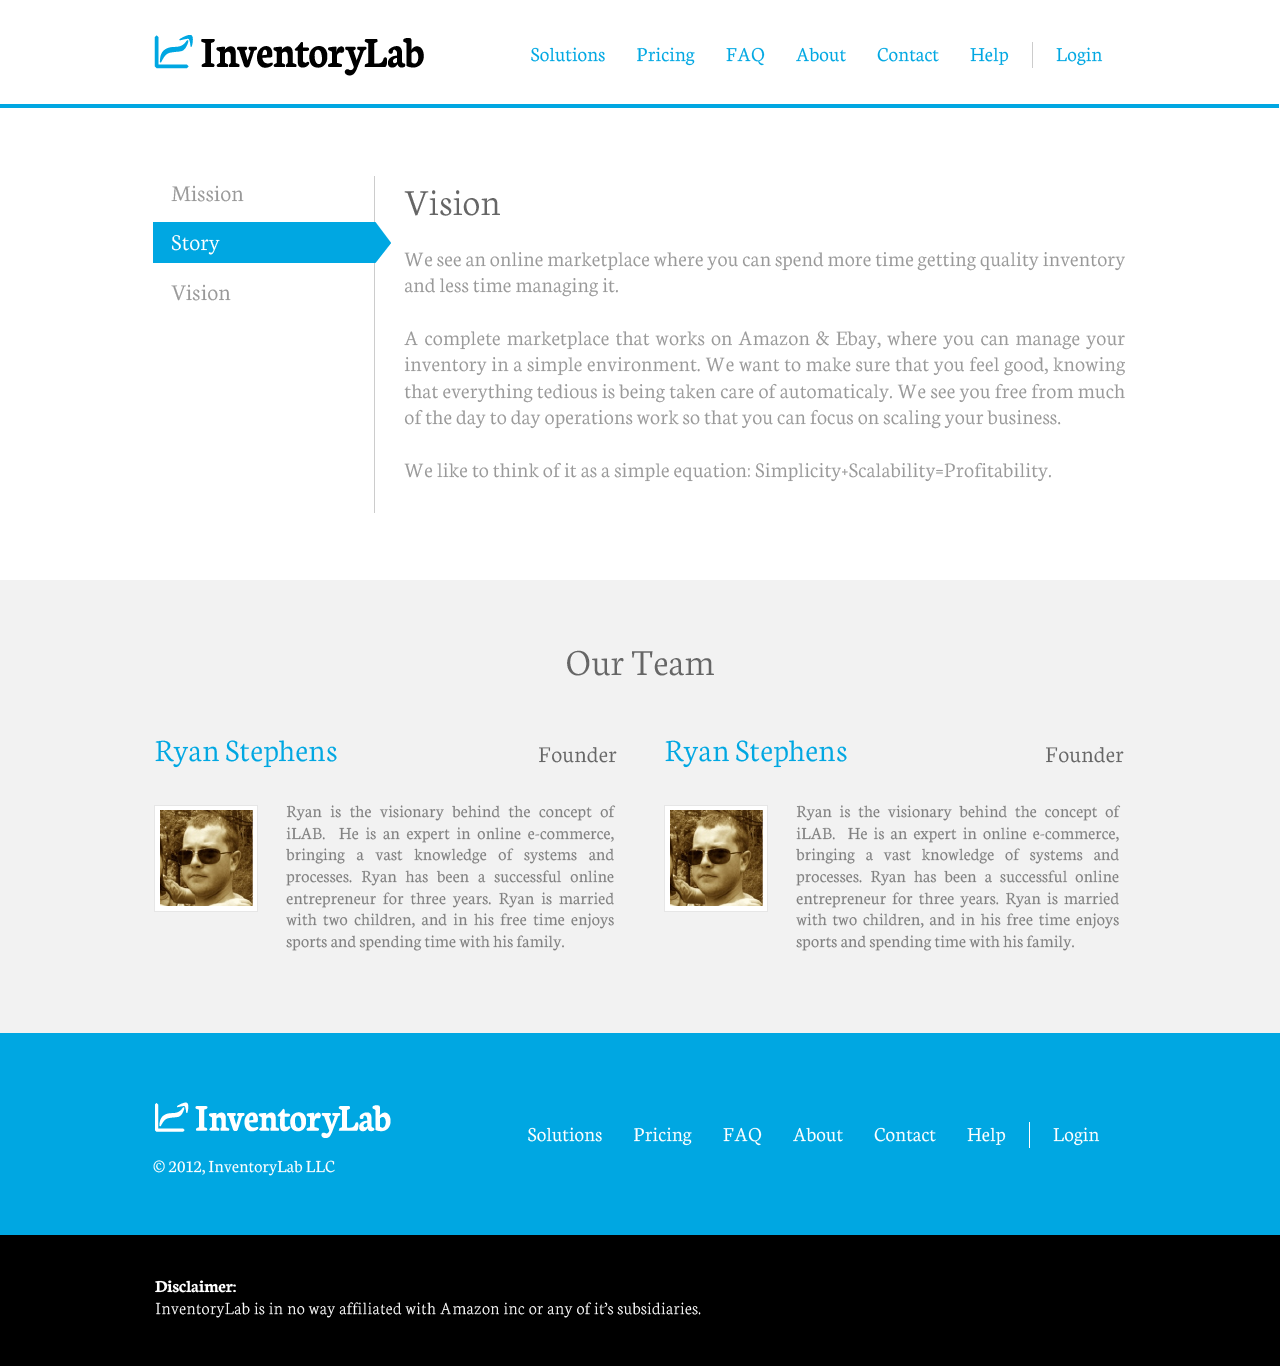 InventoryLab
Solutions Pricing FAQ About Contact Help Login
Mission
Story
Vision
Vision
We see an online marketplace where you can spend more time getting quality inventory
and less time managing it.
A complete marketplace that works on Amazon & Ebay, where you can manage your
inventory in a simple environment. We want to make sure that you feel good, knowing
that everything tedious is being taken care of automaticaly. We see you free from much
of the day to day operations work so that you can focus on scaling your business.
We like to think of it as a simple equation: Simplicity+Scalability=Profitability.
Our Team
Ryan Stephens Founder
Ryan is the visionary behind the concept of
iLAB. He is an expert in online e-commerce,
bringing a vast knowledge of systems and
processes. Ryan has been a successful online
entrepreneur for three years. Ryan is married
with two children, and in his free time enjoys
sports and spending time with his family.
Ryan Stephens Founder
Ryan is the visionary behind the concept of
iLAB. He is an expert in online e-commerce,
bringing a vast knowledge of systems and
processes. Ryan has been a successful online
entrepreneur for three years. Ryan is married
with two children, and in his free time enjoys
sports and spending time with his family.
InventoryLab
© 2012, InventoryLab LLC
Solutions Pricing FAQ About Contact Help Login
Disclaimer:
InventoryLab is in no way affiliated with Amazon inc or any of it's subsidiaries.